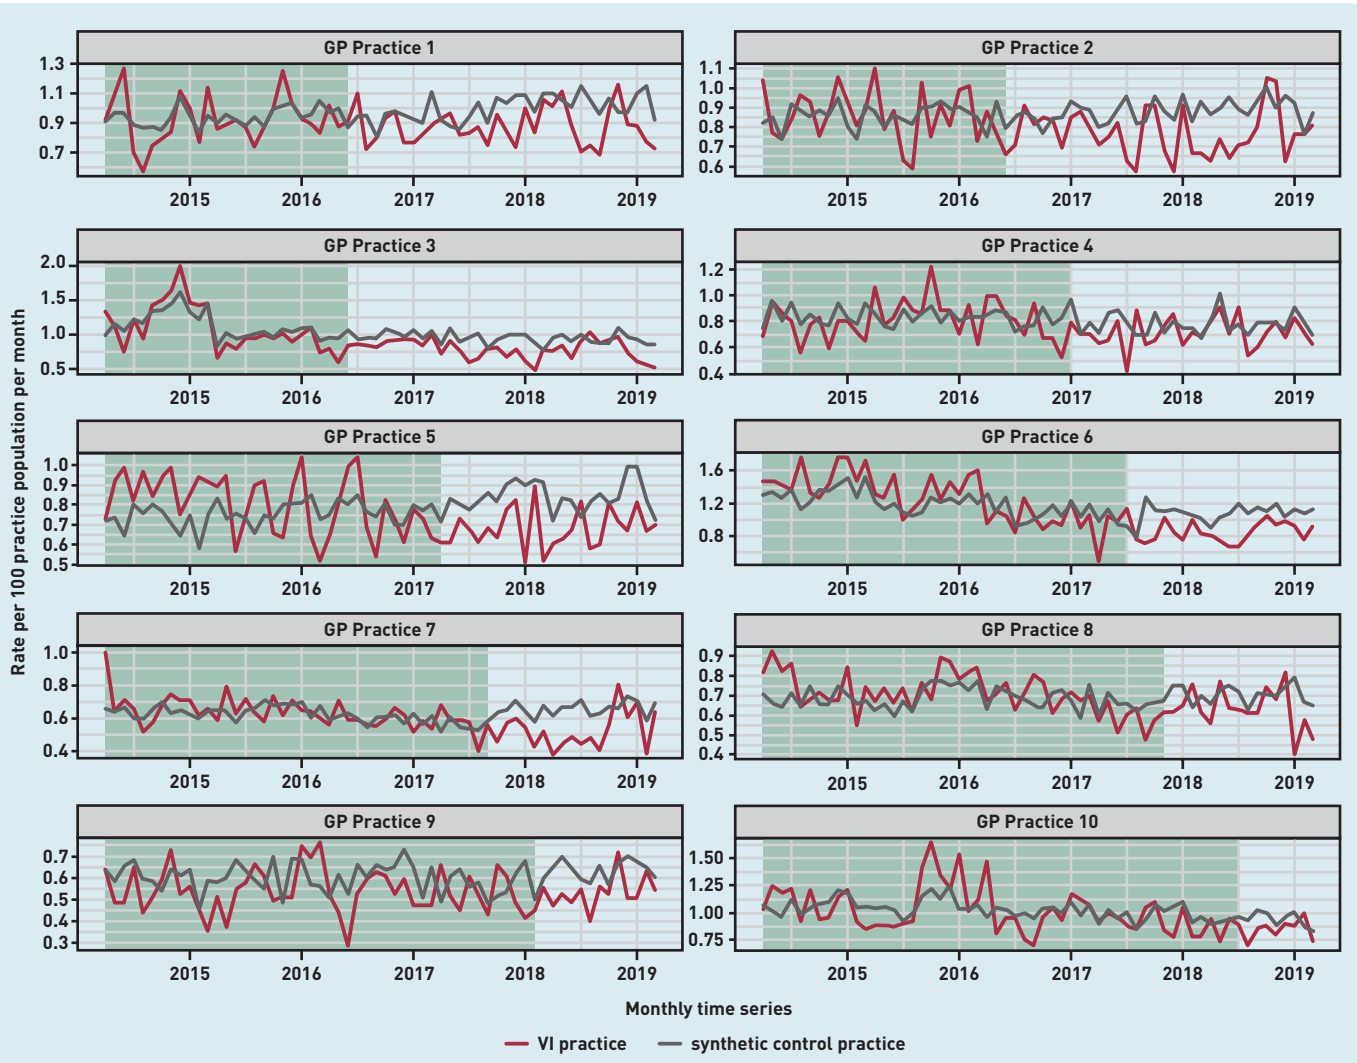 GP Practice 1
GP Practice 2
1.3
1.1
0.9
0.7
1.1
1.0
0.9
0.8
0.7
0.6
2015 2016 2017 2018 2019
2015 2016 2017 2018 2019
GP Practice 3
GP Practice 4
2.0
1.5
1.0
0.5
1.2
1.0
0.8
0.6
0.4
2015 2016 2017 2018 2019
2015 2016 2017 2018 2019
Rate per 100 practice population per month
GP Practice 5
GP Practice 6
1.0
0.9
0.8
0.7
0.6
0.5
1.6
1.2
0.8
2015 2016 2017 2018 2019
2015 2016 2017 2018 2019
GP Practice 7
GP Practice 8
1.0
0.8
0.6
0.4
0.9
0.8
0.7
0.6
0.5
0.4
2015 2016 2017 2018 2019
2015 2016 2017 2018 2019
GP Practice 9
GP Practice 10
0.7
0.6
0.5
0.4
0.3
1.50
1.25
1.00
0.75
2015 2016 2017 2018 2019
2015 2016 2017 2018 2019
Monthly time series
VI practice synthetic control practice